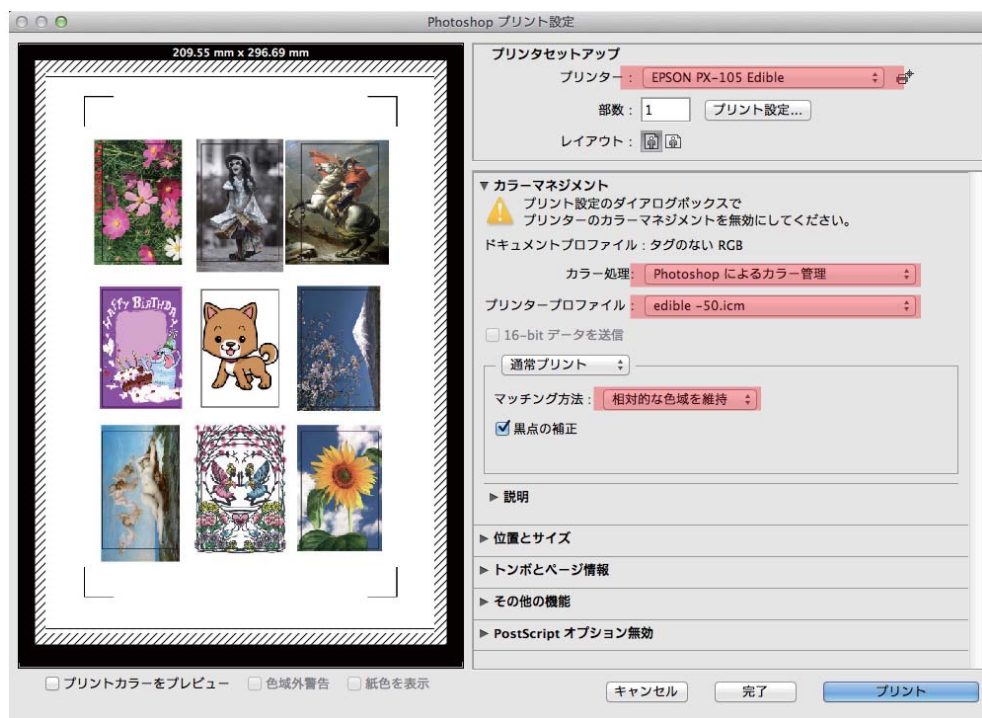 Photoshop プリント設定
209.55 mm x 296.69 mm
HAPPY BIRTHDAY
プリンタセットアップ
プリンター： EPSON PX-105 Edible
部数： 1 プリント設定...
レイアウト：
▼ カラーマネジメント
プリント設定のダイアログボックスで
プリンターのカラーマネジメントを無効にしてください。
ドキュメントプロファイル：タグのない RGB
カラー処理： Photoshop によるカラー管理
プリンタープロファイル： edible -50.icm
16-bit データを送信
通常プリント
マッチング方法： 相対的な色域を維持
黒点の補正
▶ 説明
▶ 位置とサイズ
▶ トンボとページ情報
▶ その他の機能
▶ PostScript オプション無効
プリントカラーをプレビュー 色域外警告 紙色を表示
キャンセル 完了 プリント